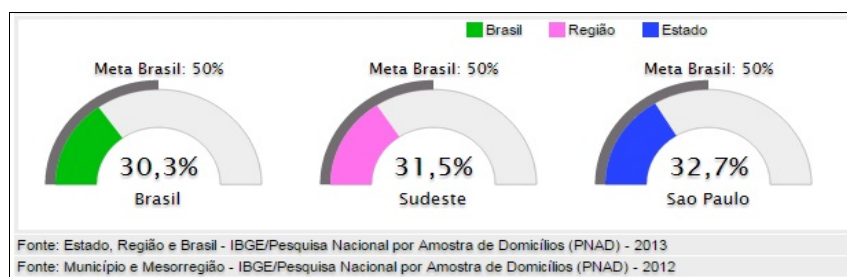 Brasil Região Estado
Meta Brasil: 50% Meta Brasil: 50% Meta Brasil: 50%
30,3% 31,5% 32,7%
Brasil Sudeste Sao Paulo
Fonte: Estado, Região e Brasil - IBGE/Pesquisa Nacional por Amostra de Domicílios (PNAD) - 2013
Fonte: Município e Mesorregião - IBGE/Pesquisa Nacional por Amostra de Domicílios (PNAD) - 2012